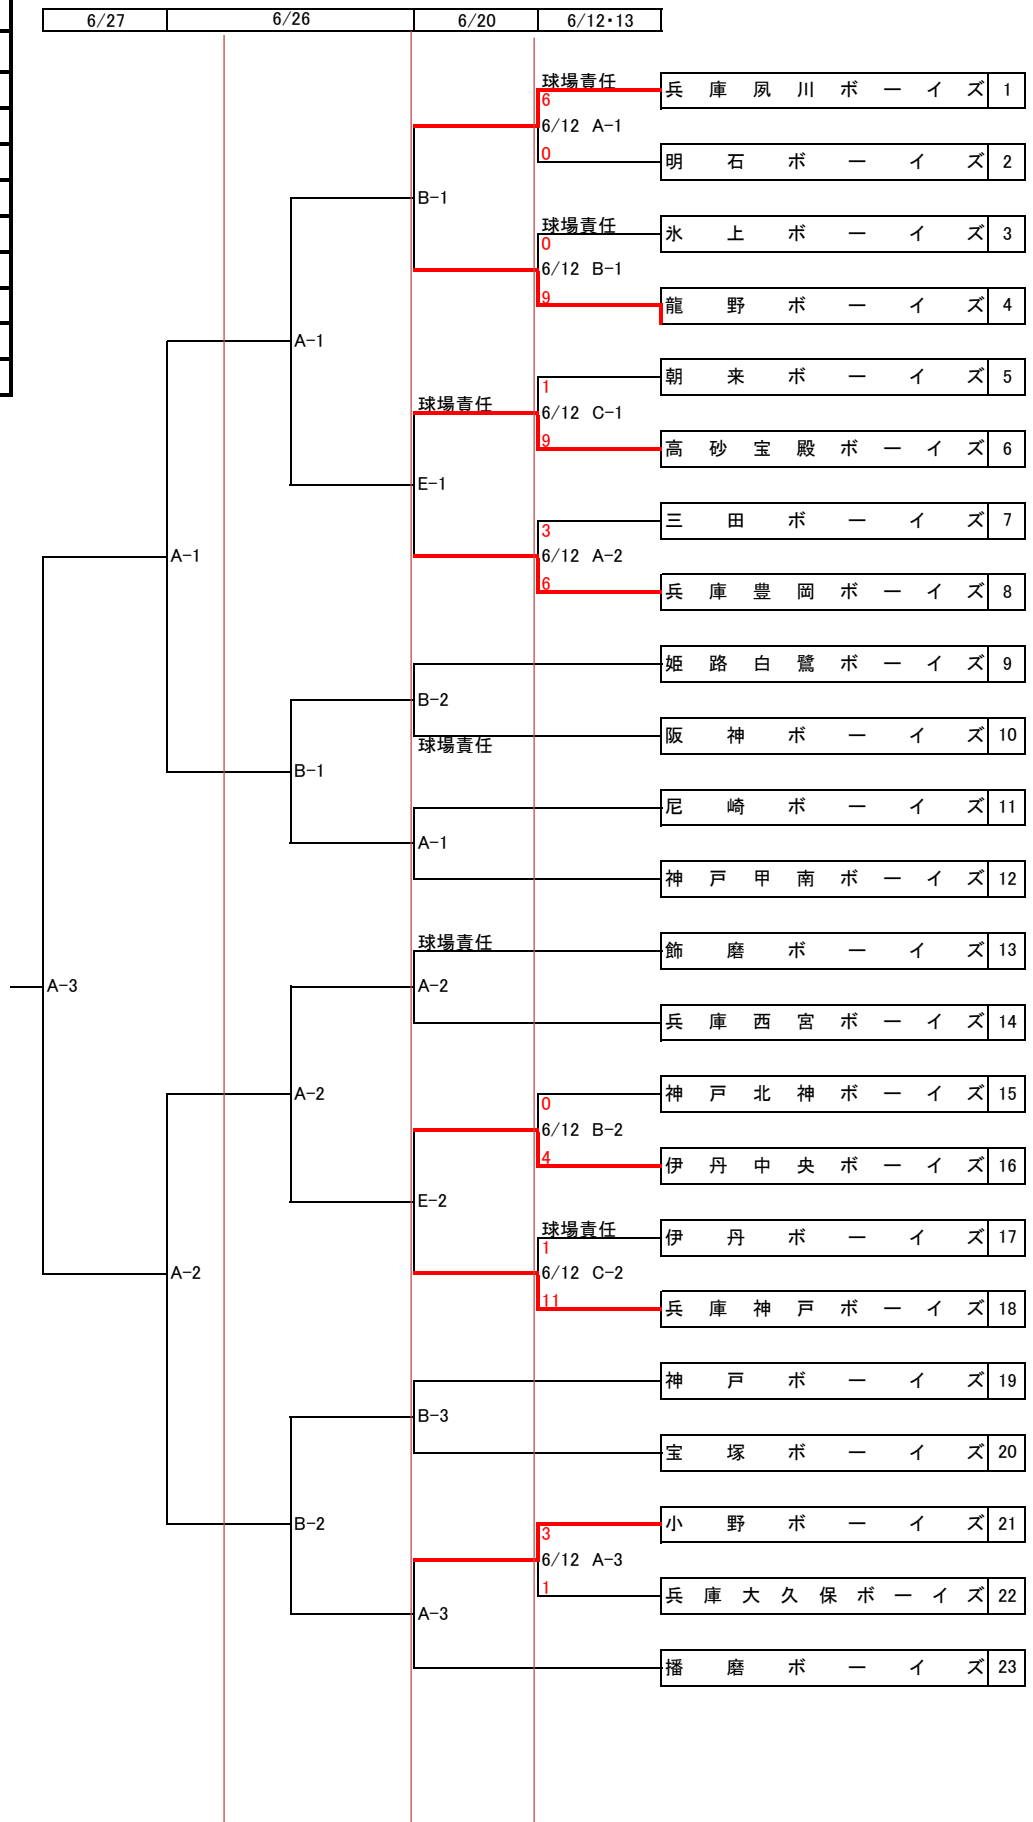 6/27 6/26 6/20 6/12・13
球場責任
兵庫夙川ボーイズ 1
6
6/12 A-1
0
明石ボーイズ 2
B-1
球場責任
氷上ボーイズ 3
0
6/12 B-1
9
龍野ボーイズ 4
A-1
朝来ボーイズ 5
1
球場責任
6/12 C-1
9
高砂宝殿ボーイズ 6
E-1
三田ボーイズ 7
3
A-1
6/12 A-2
6
兵庫豊岡ボーイズ 8
姫路白鷺ボーイズ 9
B-2
阪神ボーイズ 10
球場責任
B-1
尼崎ボーイズ 11
A-1
神戸甲南ボーイズ 12
球場責任
飾磨ボーイズ 13
A-3
A-2
兵庫西宮ボーイズ 14
A-2
神戸北神ボーイズ 15
0
6/12 B-2
4
伊丹中央ボーイズ 16
E-2
球場責任
伊丹ボーイズ 17
1
A-2
6/12 C-2
11
兵庫神戸ボーイズ 18
神戸ボーイズ 19
B-3
宝塚ボーイズ 20
B-2
小野ボーイズ 21
3
6/12 A-3
1
兵庫大久保ボーイズ 22
A-3
播磨ボーイズ 23